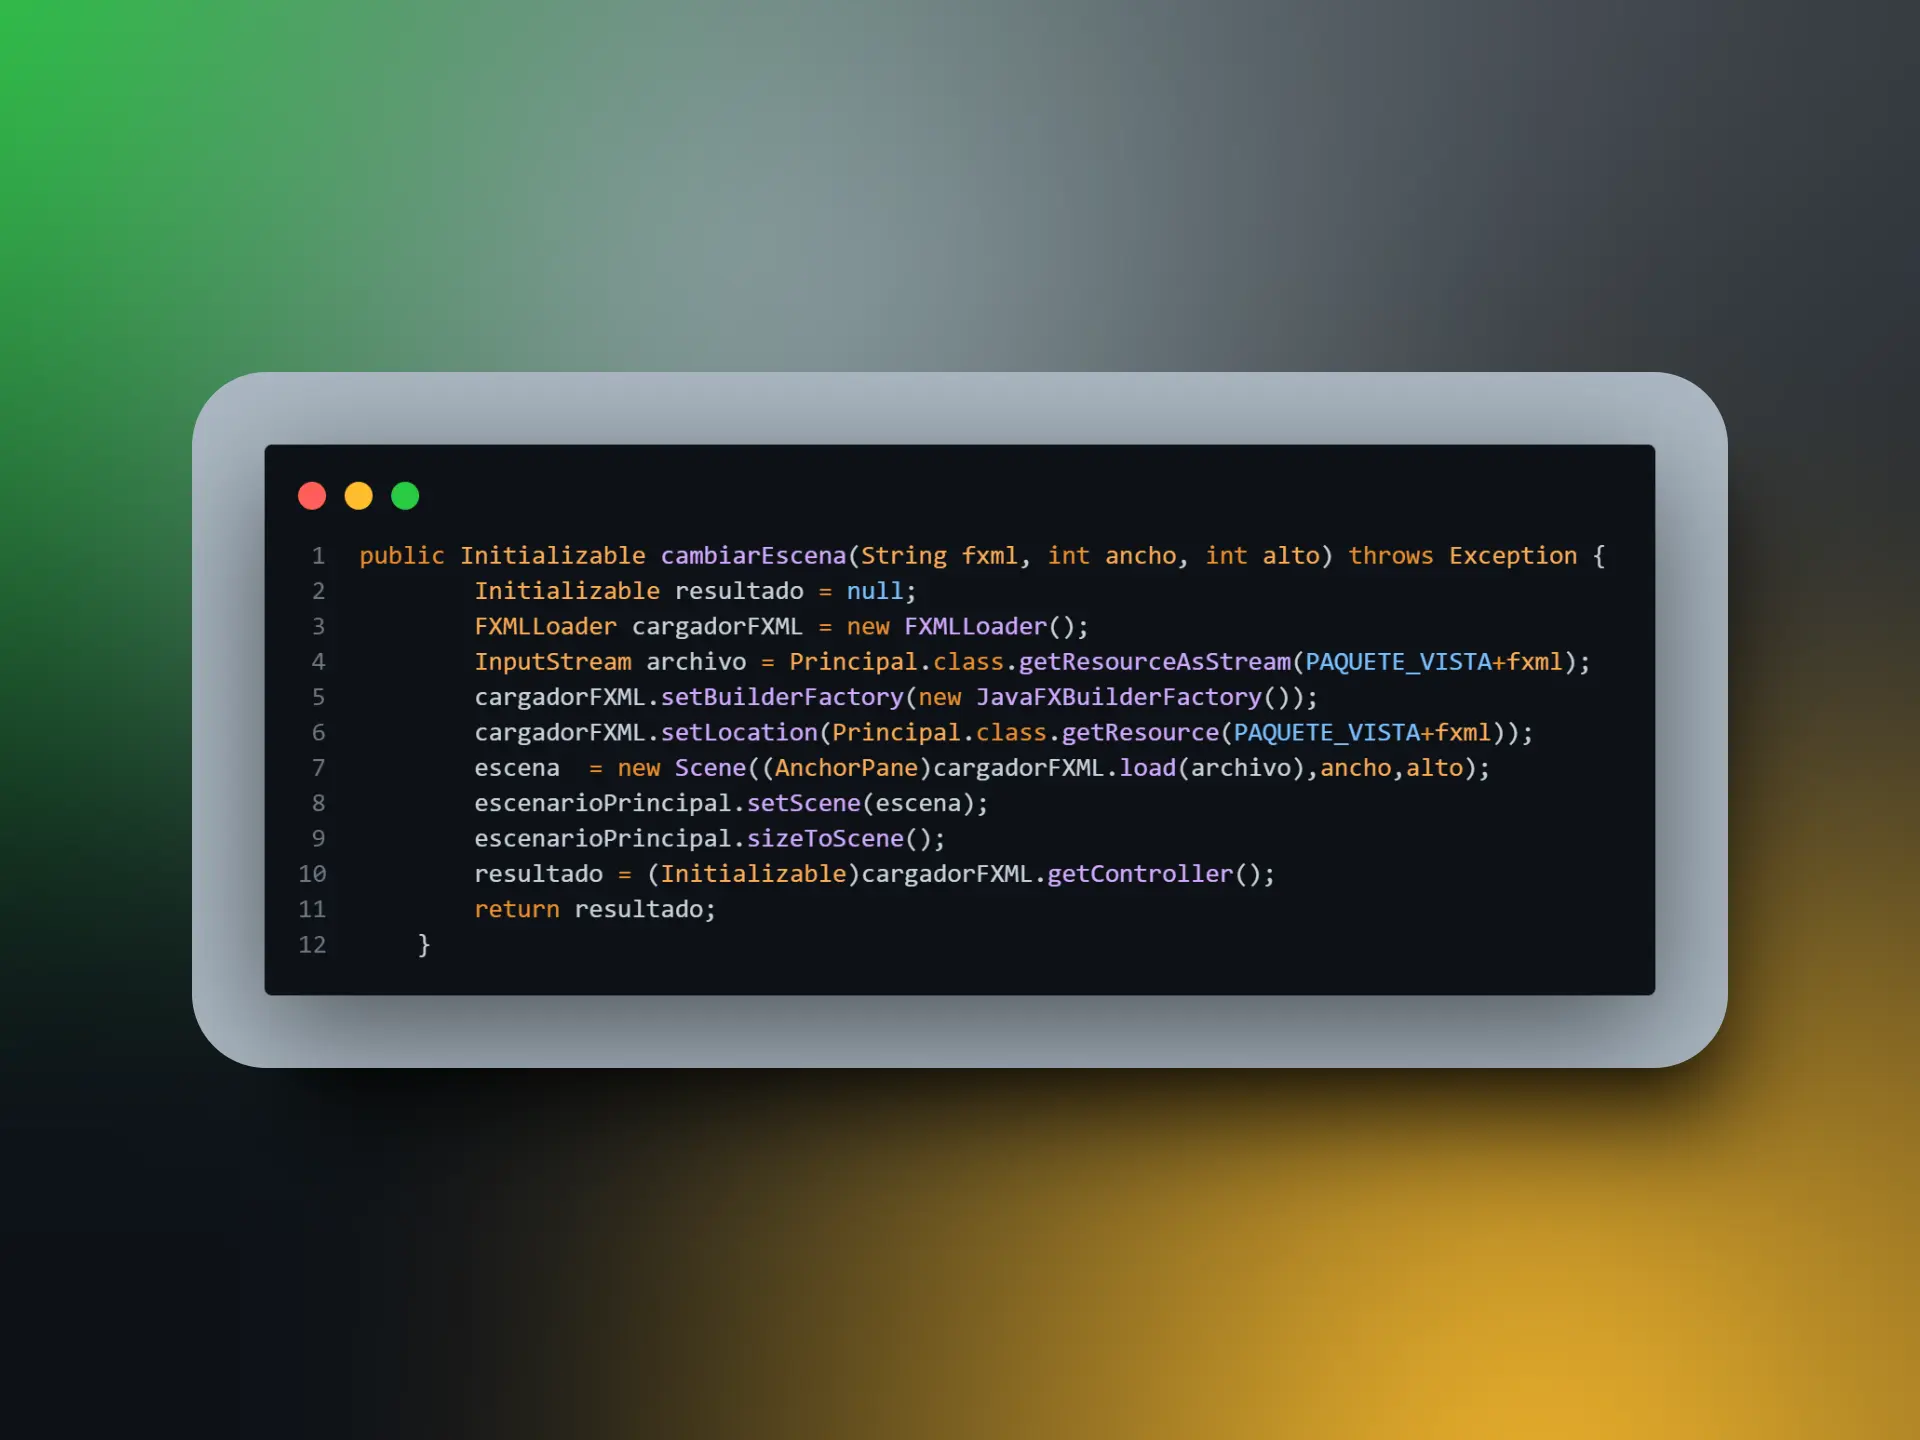 1 public Initializable cambiarEscena(String fxml, int ancho, int alto) throws Exception {
2         Initializable resultado = null;
3         FXMLLoader cargadorFXML = new FXMLLoader();
4         InputStream archivo = Principal.class.getResourceAsStream(PAQUETE_VISTA+fxml);
5         cargadorFXML.setBuilderFactory(new JavaFXBuilderFactory());
6         cargadorFXML.setLocation(Principal.class.getResource(PAQUETE_VISTA+fxml));
7         escena  = new Scene((AnchorPane)cargadorFXML.load(archivo),ancho,alto);
8         escenarioPrincipal.setScene(escena);
9         escenarioPrincipal.sizeToScene();
10         resultado = (Initializable)cargadorFXML.getController();
11         return resultado;
12     }